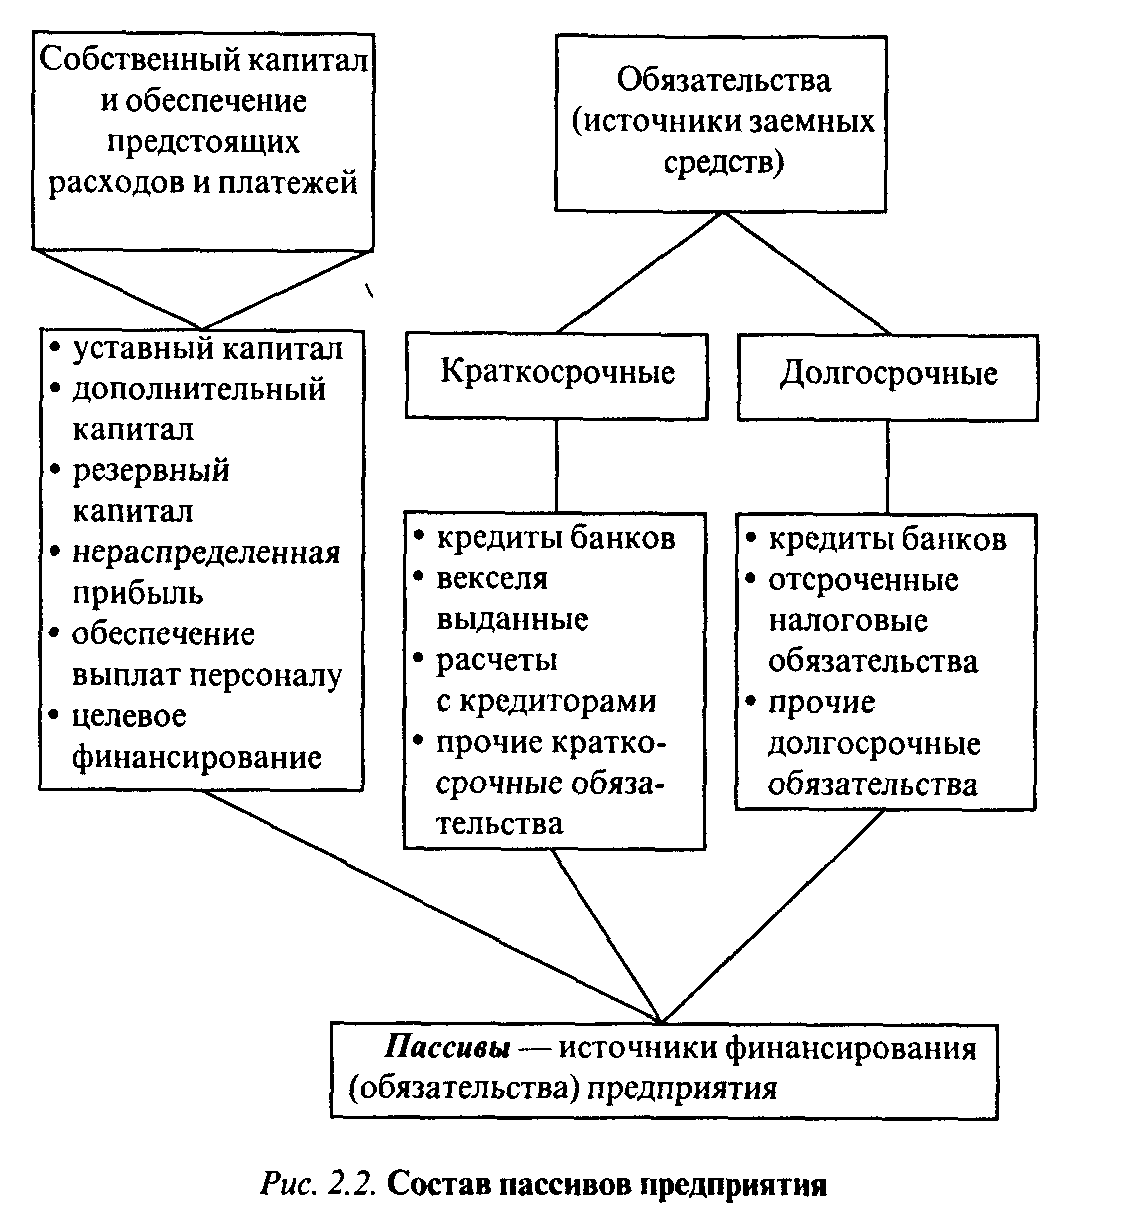 Собственный капитал
и обеспечение
предстоящих
расходов и платежей
Обязательства
(источники заемных
средств)
• уставный капитал
• дополнительный
капитал
• резервный
капитал
• нераспределенная
прибыль
• обеспечение
выплат персоналу
• целевое
финансирование
Краткосрочные
• кредиты банков
• векселя
выданные
• расчеты
с кредиторами
• прочие кратко-
срочные обяза-
тельства
Долгосрочные
• кредиты банков
• отсроченные
налоговые
обязательства
• прочие
долгосрочные
обязательства
Пассивы — источники финансирования
(обязательства) предприятия
Рис. 2.2. Состав пассивов предприятия